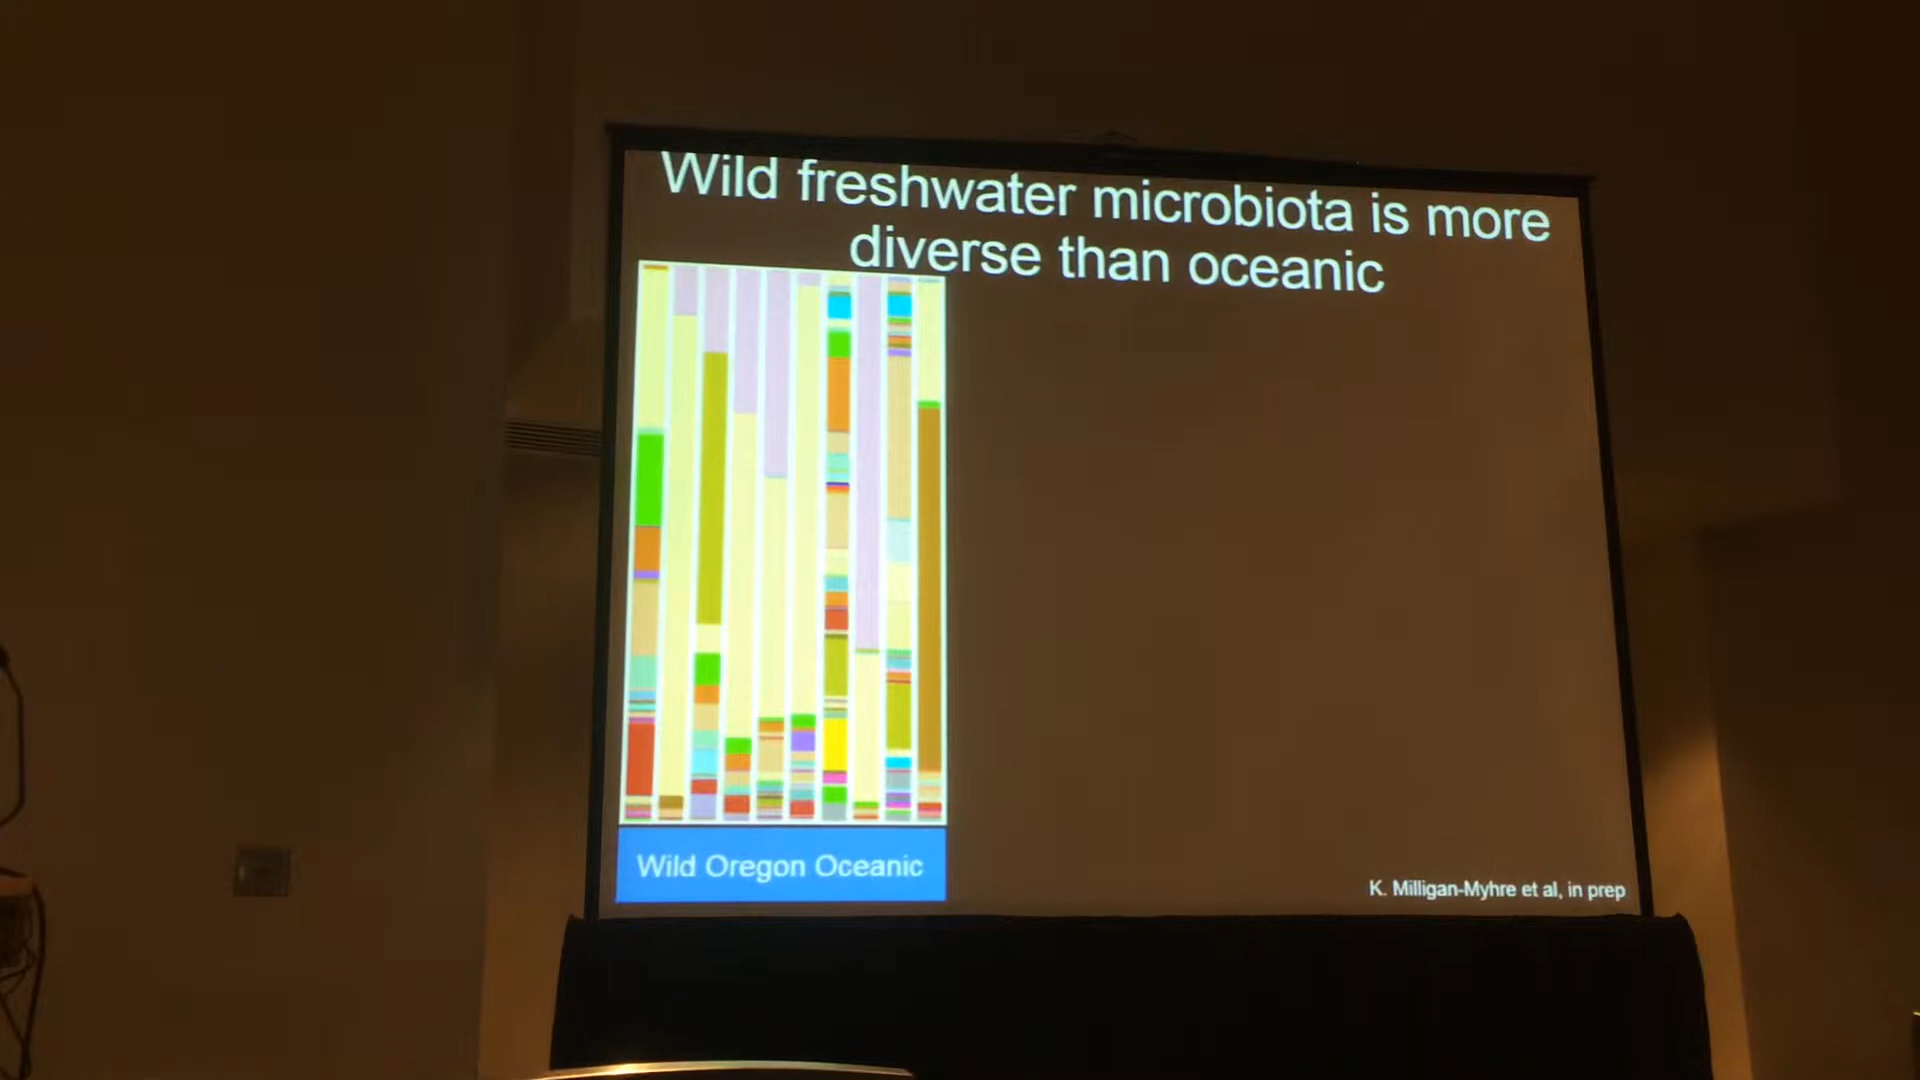 Wild freshwater microbiota is more
diverse than oceanic
Wild Oregon Oceanic
K. Milligan-Myhre et al, in prep